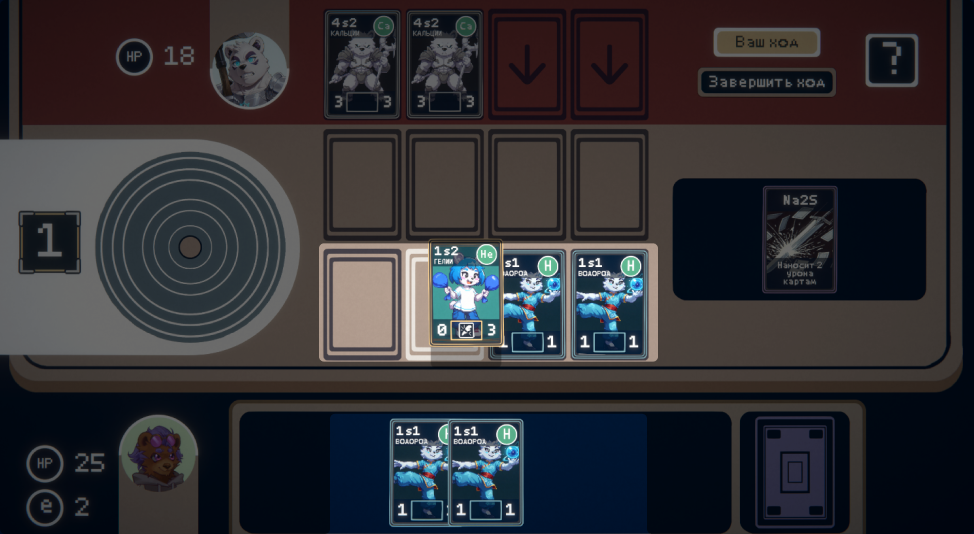 HP 18
4s2 Ca
КАЛЬЦИЙ
3 3
4s2 Ca
КАЛЬЦИЙ
3 3
Ваш ход
Завершить ход
?
1
Na2S
Наносит 2
урона
картам
1s2 He
ГЕЛИЙ
0 3
s1 H
ВОДОРОД
1 1
1s1 H
ВОДОРОД
1 1
HP 25
e 2
1s1
ВОДОРОД
1
1s1 H
ВОДОРОД
1 1